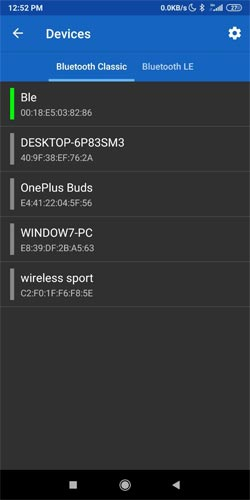 12:52 PM 0.0KB/s 27
Devices
Bluetooth Classic Bluetooth LE
Ble
00:18:E5:03:82:86
DESKTOP-6P83SM3
40:9F:38:EF:76:2A
OnePlus Buds
E4:41:22:04:5F:56
WINDOW7-PC
E8:39:DF:2B:A5:63
wireless sport
C2:F0:1F:F6:F8:5E